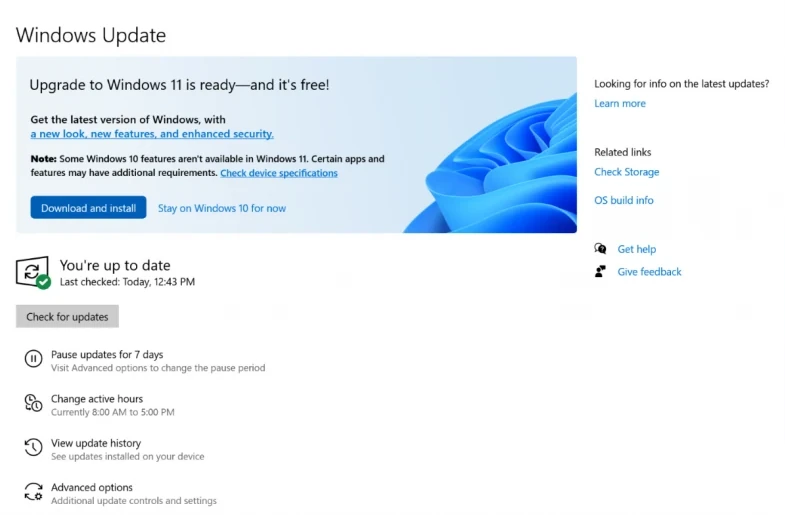 Windows Update
Upgrade to Windows 11 is ready—and it's free!
Get the latest version of Windows, with
a new look, new features, and enhanced security.
Note: Some Windows 10 features aren't available in Windows 11. Certain apps and
features may have additional requirements. Check device specifications
Download and install
Stay on Windows 10 for now
You're up to date
Last checked: Today, 12:43 PM
Check for updates
Pause updates for 7 days
Visit Advanced options to change the pause period
Change active hours
Currently 8:00 AM to 5:00 PM
View update history
See updates installed on your device
Advanced options
Additional update controls and settings
Looking for info on the latest updates?
Learn more
Related links
Check Storage
OS build info
Get help
Give feedback